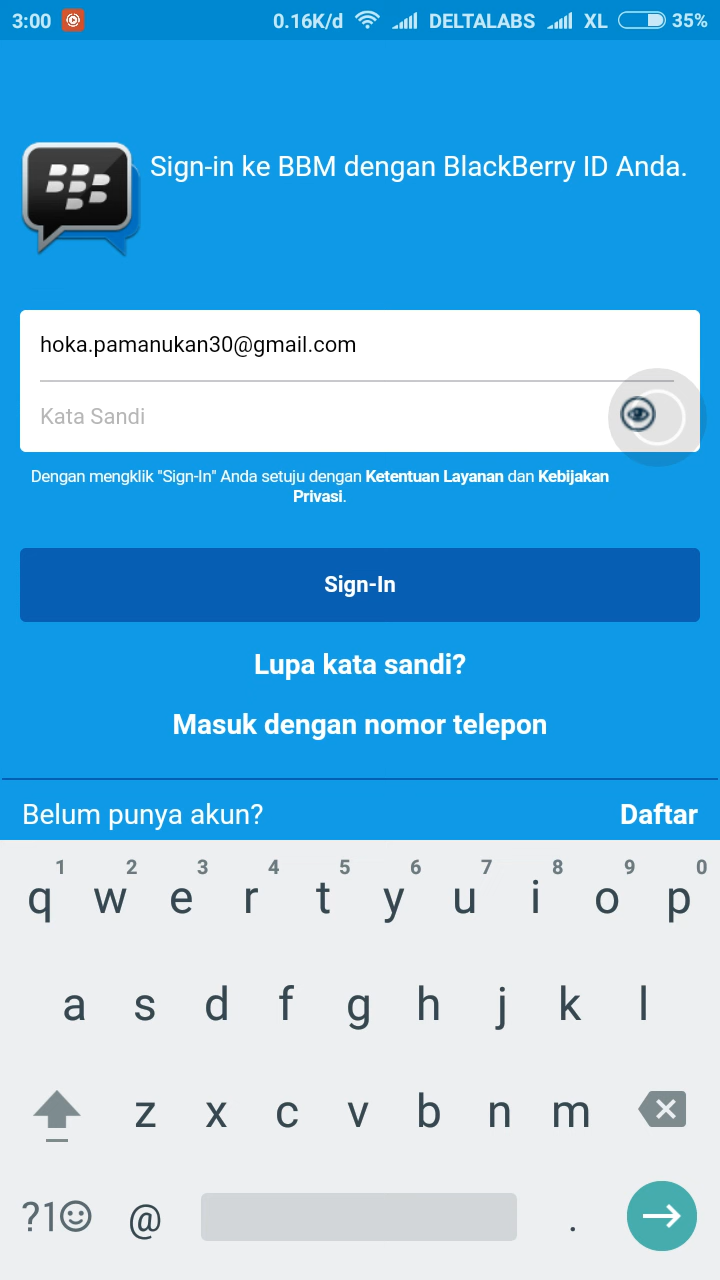 3:00 0.16K/d DELTALABS XL 35%
Sign-in ke BBM dengan BlackBerry ID Anda.
hoka.pamanukan30@gmail.com
Kata Sandi
Dengan mengklik "Sign-In" Anda setuju dengan Ketentuan Layanan dan Kebijakan
Privasi.
Sign-In
Lupa kata sandi?
Masuk dengan nomor telepon
Belum punya akun? Daftar
1 2 3 4 5 6 7 8 9 0
q w e r t y u i o p
a s d f g h j k l
z x c v b n m
?1☺ @ .